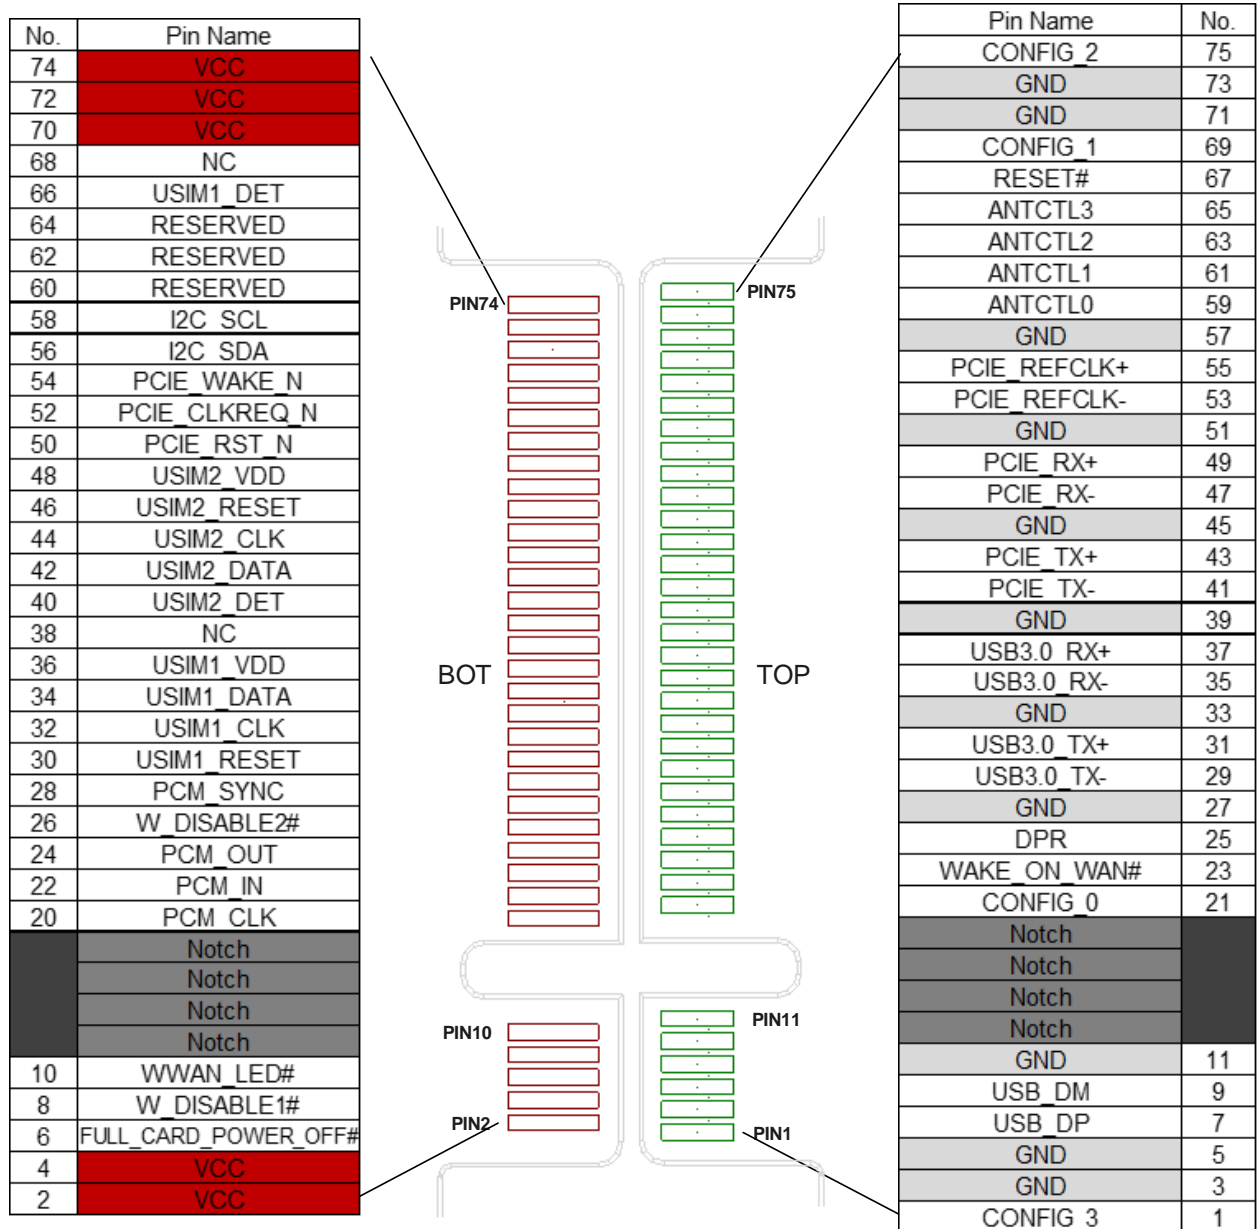 No. Pin Name
74 VCC
72 VCC
70 VCC
68 NC
66 USIM1_DET
64 RESERVED
62 RESERVED
60 RESERVED
58 I2C_SCL
56 I2C_SDA
54 PCIE_WAKE_N
52 PCIE_CLKREQ_N
50 PCIE_RST_N
48 USIM2_VDD
46 USIM2_RESET
44 USIM2_CLK
42 USIM2_DATA
40 USIM2_DET
38 NC
36 USIM1_VDD
34 USIM1_DATA
32 USIM1_CLK
30 USIM1_RESET
28 PCM_SYNC
26 W_DISABLE2#
24 PCM_OUT
22 PCM_IN
20 PCM_CLK
Notch
Notch
Notch
Notch
10 WWAN_LED#
8 W_DISABLE1#
6 FULL_CARD_POWER_OFF#
4 VCC
2 VCC
PIN74
BOT
PIN10
PIN2
PIN75
TOP
PIN11
PIN1
Pin Name No.
CONFIG_2 75
GND 73
GND 71
CONFIG_1 69
RESET# 67
ANTCTL3 65
ANTCTL2 63
ANTCTL1 61
ANTCTL0 59
GND 57
PCIE_REFCLK+ 55
PCIE_REFCLK- 53
GND 51
PCIE_RX+ 49
PCIE_RX- 47
GND 45
PCIE_TX+ 43
PCIE_TX- 41
GND 39
USB3.0_RX+ 37
USB3.0_RX- 35
GND 33
USB3.0_TX+ 31
USB3.0_TX- 29
GND 27
DPR 25
WAKE_ON_WAN# 23
CONFIG_0 21
Notch
Notch
Notch
Notch
GND 11
USB_DM 9
USB_DP 7
GND 5
GND 3
CONFIG_3 1